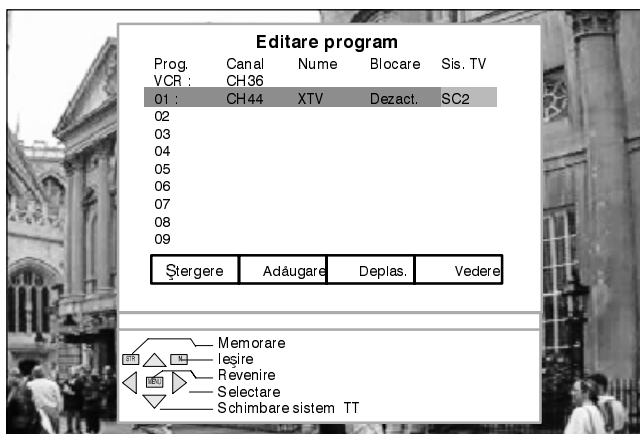 Editare program
Prog. Canal Nume Blocare Sis. TV
VCR : CH36
01 : CH44 XTV Dezact. SC2
02
03
04
05
06
07
08
09
Ştergere Adăugare Deplas. Vedere
Memorare
STR N Ieşire
MENU Revenire
Selectare
Schimbare sistem TT